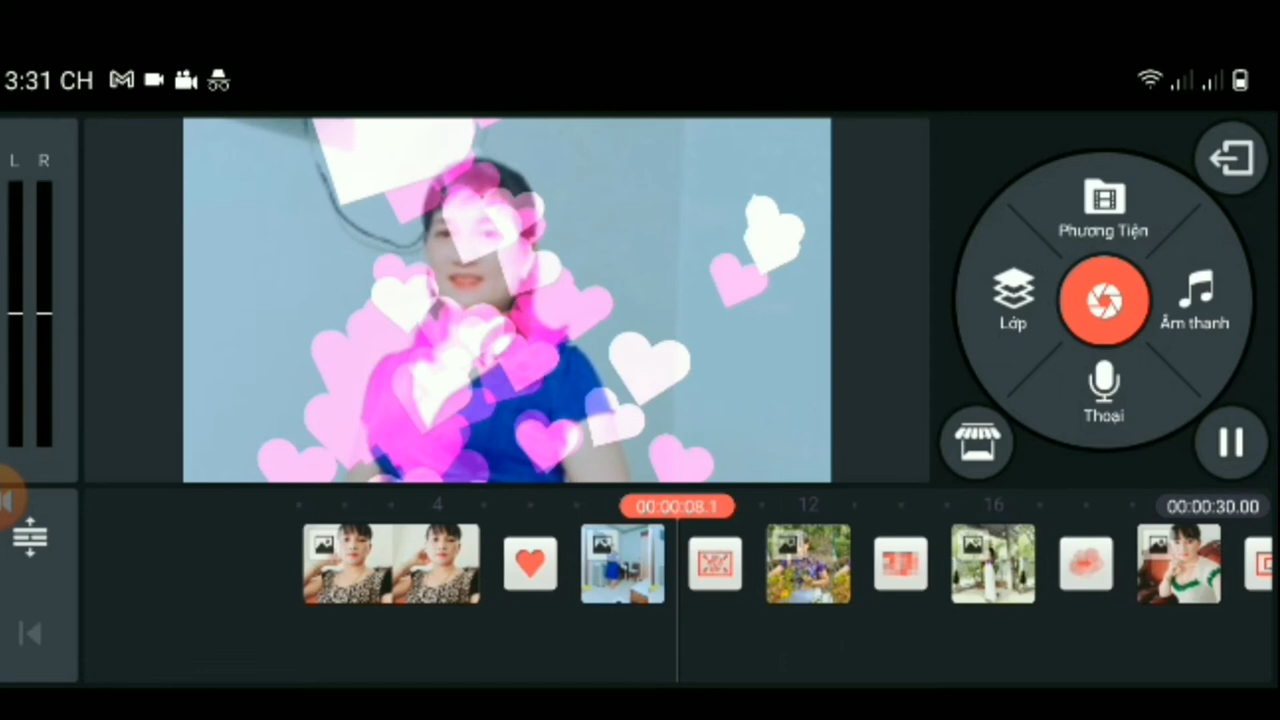 3:31 CH
L R
Phương Tiện
Lớp
Âm thanh
Thoại
4
00:00:08.1
12
16
00:00:30.00